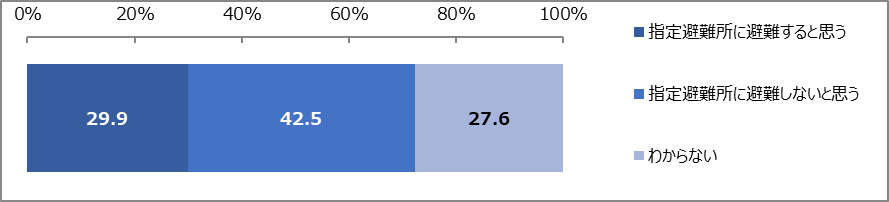 0% 20% 40% 60% 80% 100%
29.9 42.5 27.6
指定避難所に避難すると思う
指定避難所に避難しないと思う
わからない